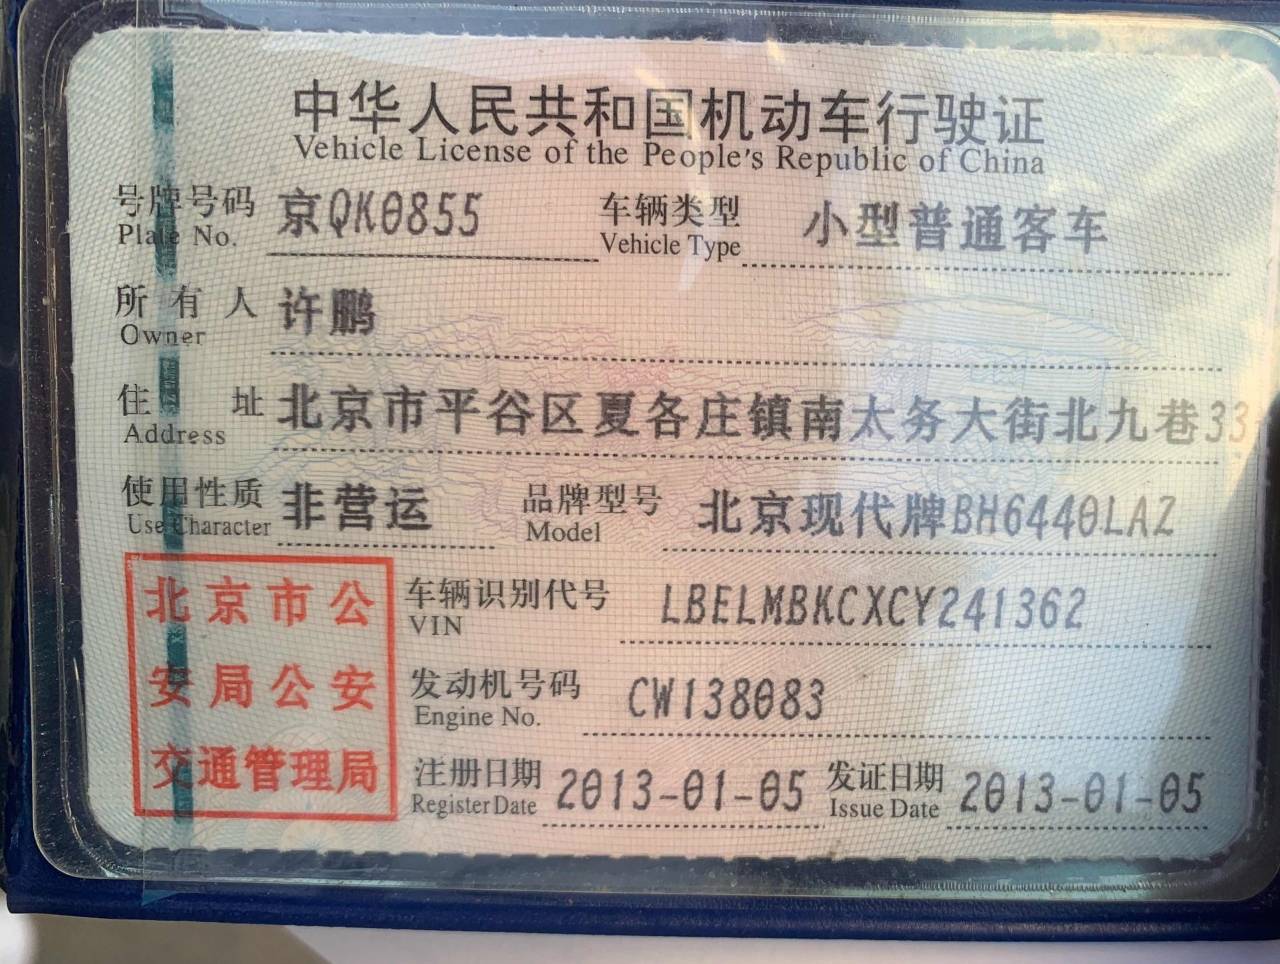 中华人民共和国机动车行驶证
Vehicle License of the People's Republic of China
号牌号码 京QK0855 车辆类型 小型普通客车
Plate No. Vehicle Type
所有人 许鹏
Owner
住址 北京市平谷区夏各庄镇南太务大街北九巷33
Address
使用性质 非营运 品牌型号 北京现代牌BH6440LAZ
Use Character Model
北京市公
安局公安
交通管理局
车辆识别代号 LBELMBKCXCY241362
VIN
发动机号码 CW138083
Engine No.
注册日期 2013-01-05 发证日期 2013-01-05
Register Date Issue Date